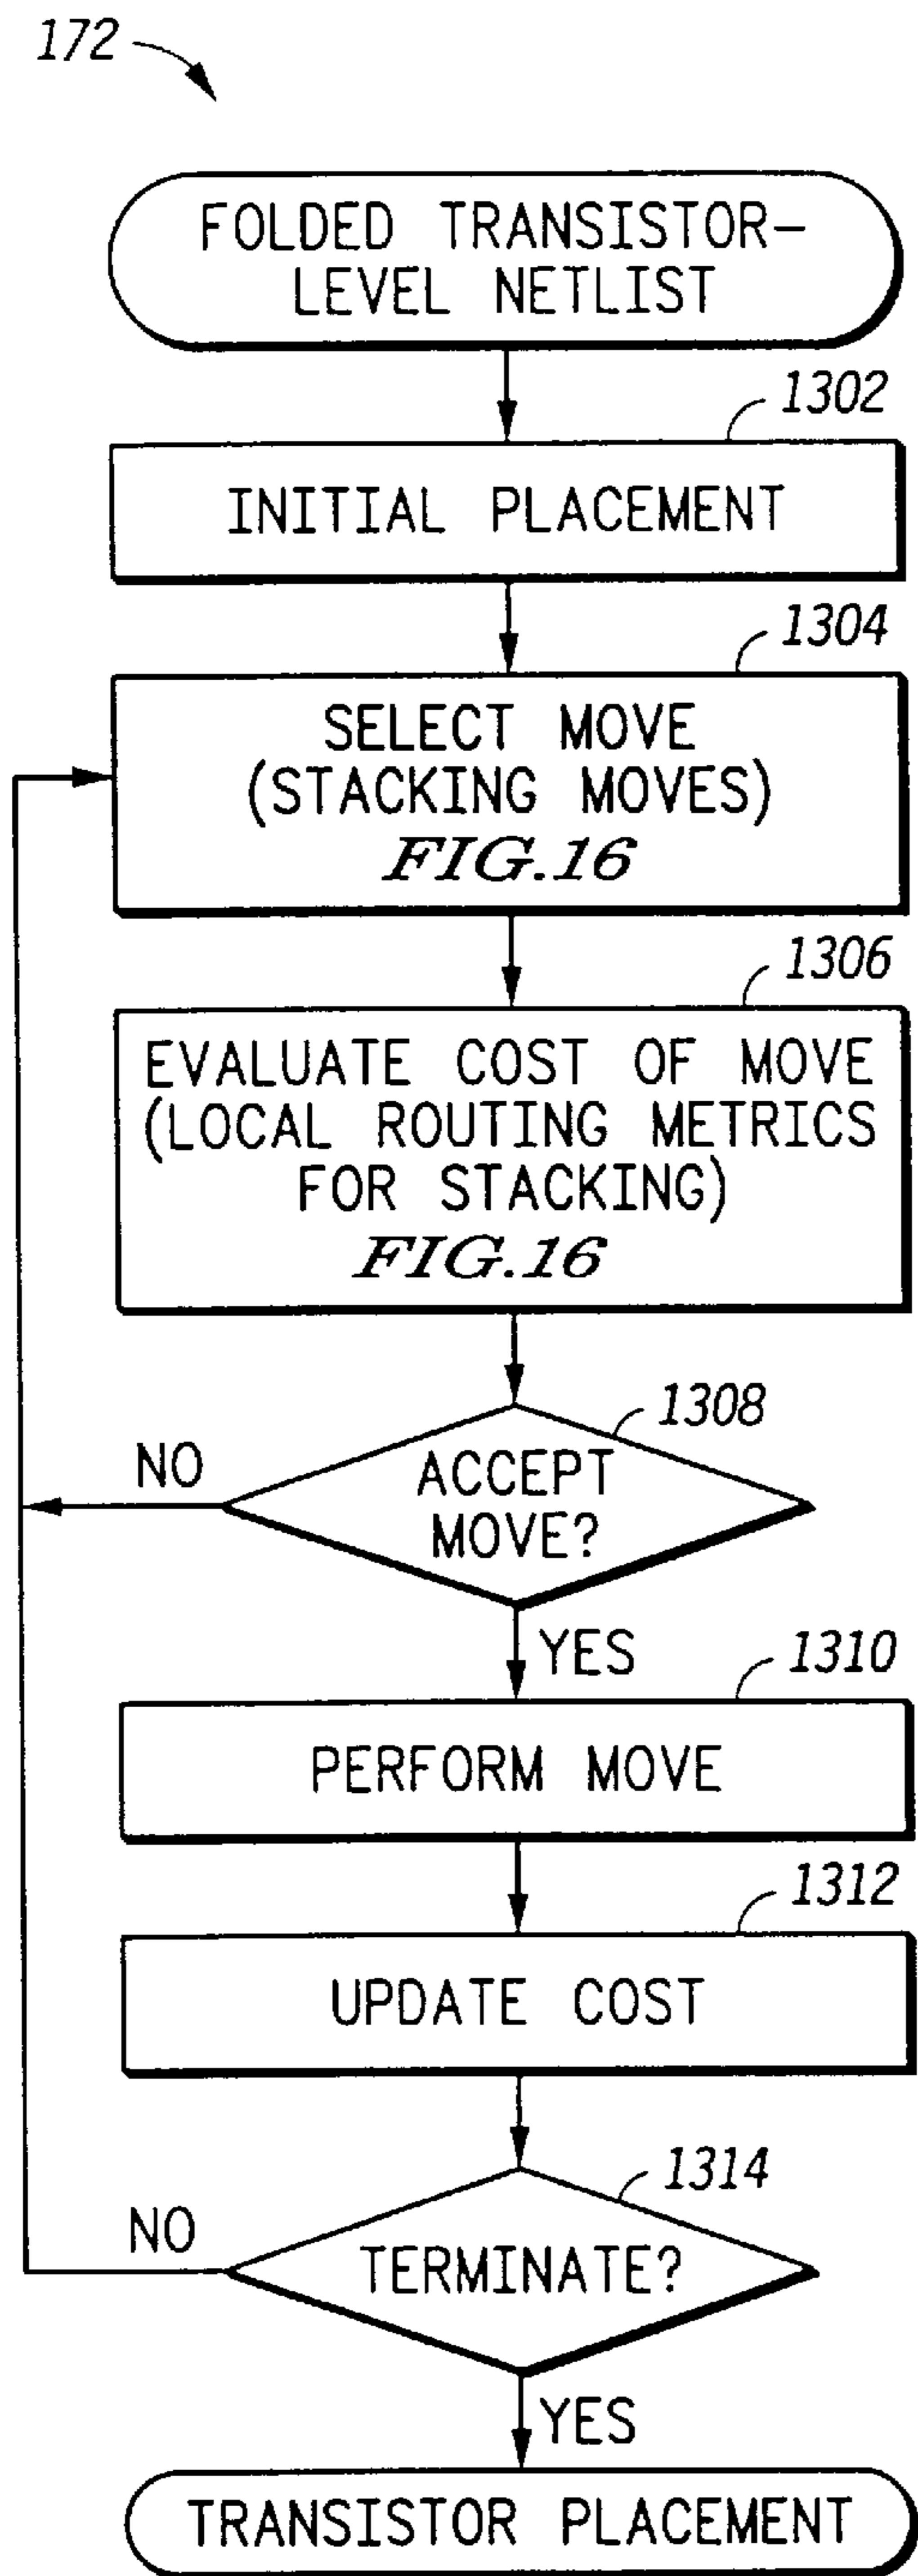 172
FOLDED TRANSISTOR-
LEVEL NETLIST
1302
INITIAL PLACEMENT
1304
SELECT MOVE
(STACKING MOVES)
FIG.16
1306
EVALUATE COST OF MOVE
(LOCAL ROUTING METRICS
FOR STACKING)
FIG.16
1308
NO
ACCEPT
MOVE?
YES
1310
PERFORM MOVE
1312
UPDATE COST
1314
NO
TERMINATE?
YES
TRANSISTOR PLACEMENT